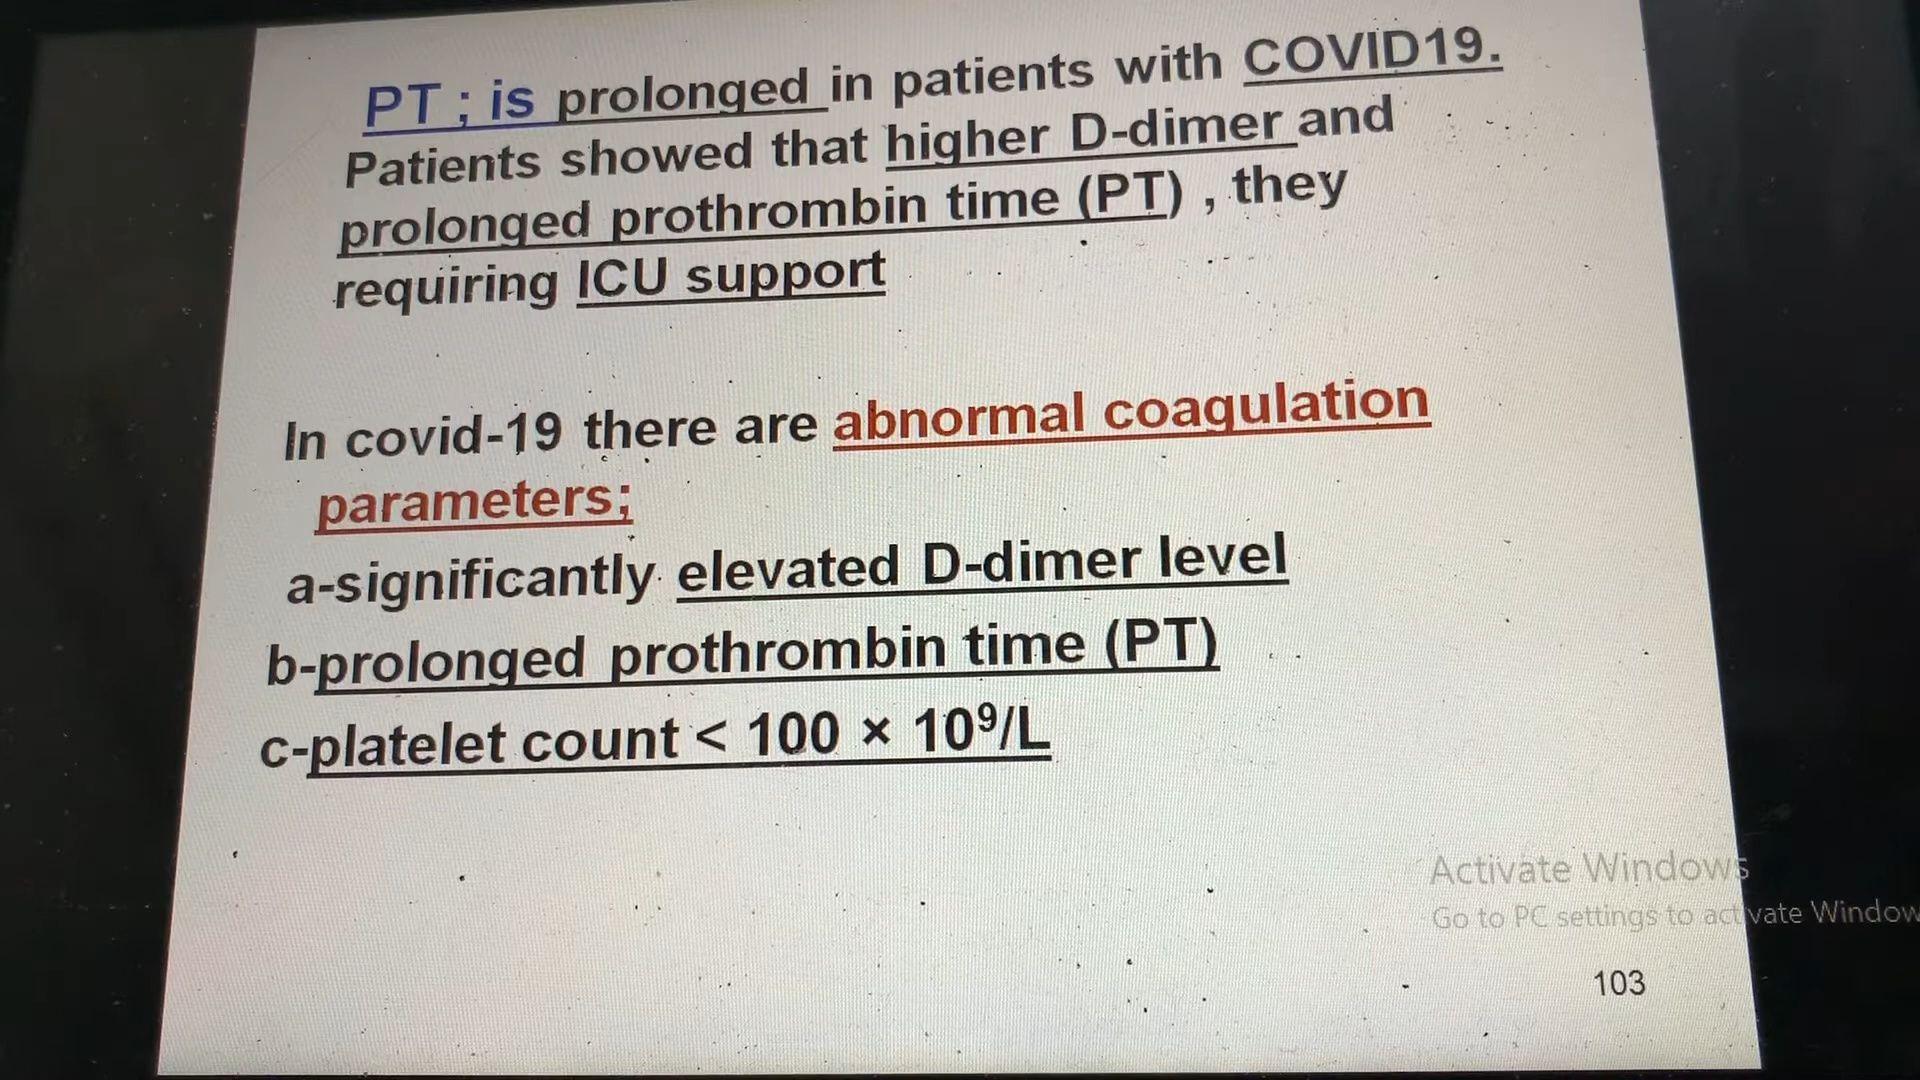 PT ; is prolonged in patients with COVID19.
Patients showed that higher D-dimer and
prolonged prothrombin time (PT) , they
requiring ICU support
In covid-19 there are abnormal coagulation
parameters;
a-significantly elevated D-dimer level
b-prolonged prothrombin time (PT)
c-platelet count < 100 × 10⁹/L
Activate Windows
Go to PC settings to activate Window
103